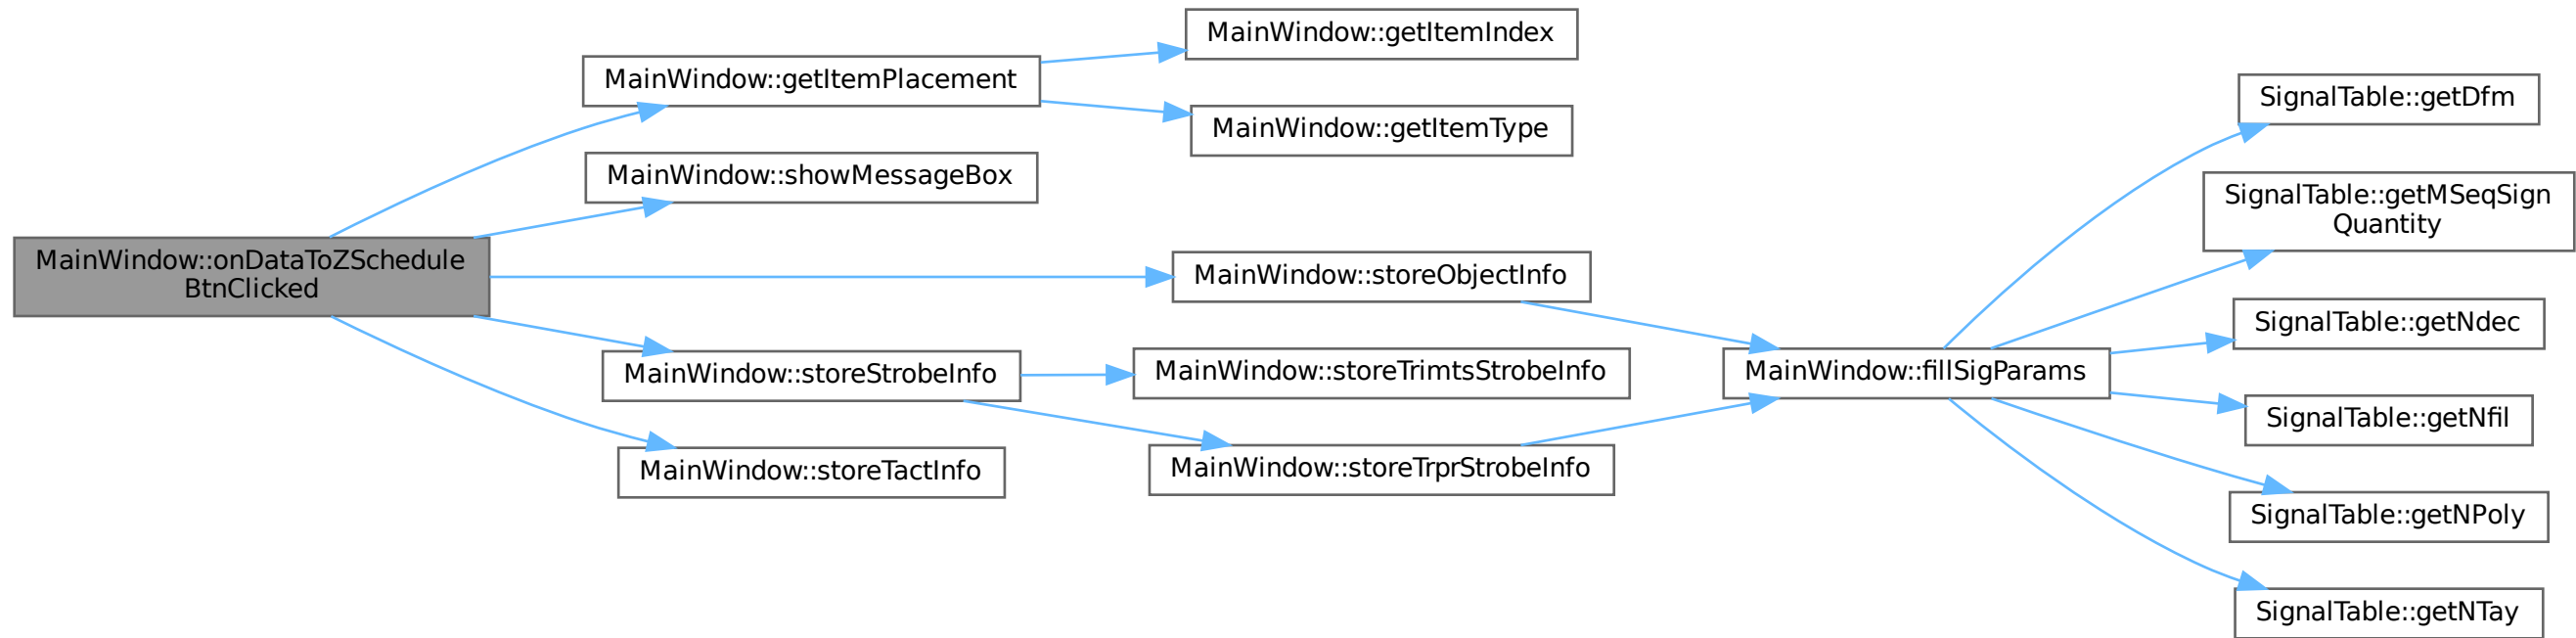 MainWindow::onDataToZSchedule
BtnClicked
MainWindow::getItemPlacement
MainWindow::showMessageBox
MainWindow::storeStrobeInfo
MainWindow::storeTactInfo
MainWindow::getItemIndex
MainWindow::getItemType
MainWindow::storeObjectInfo
MainWindow::storeTrimtsStrobeInfo
MainWindow::storeTrprStrobeInfo
MainWindow::fillSigParams
SignalTable::getDfm
SignalTable::getMSeqSign
Quantity
SignalTable::getNdec
SignalTable::getNfil
SignalTable::getNPoly
SignalTable::getNTay